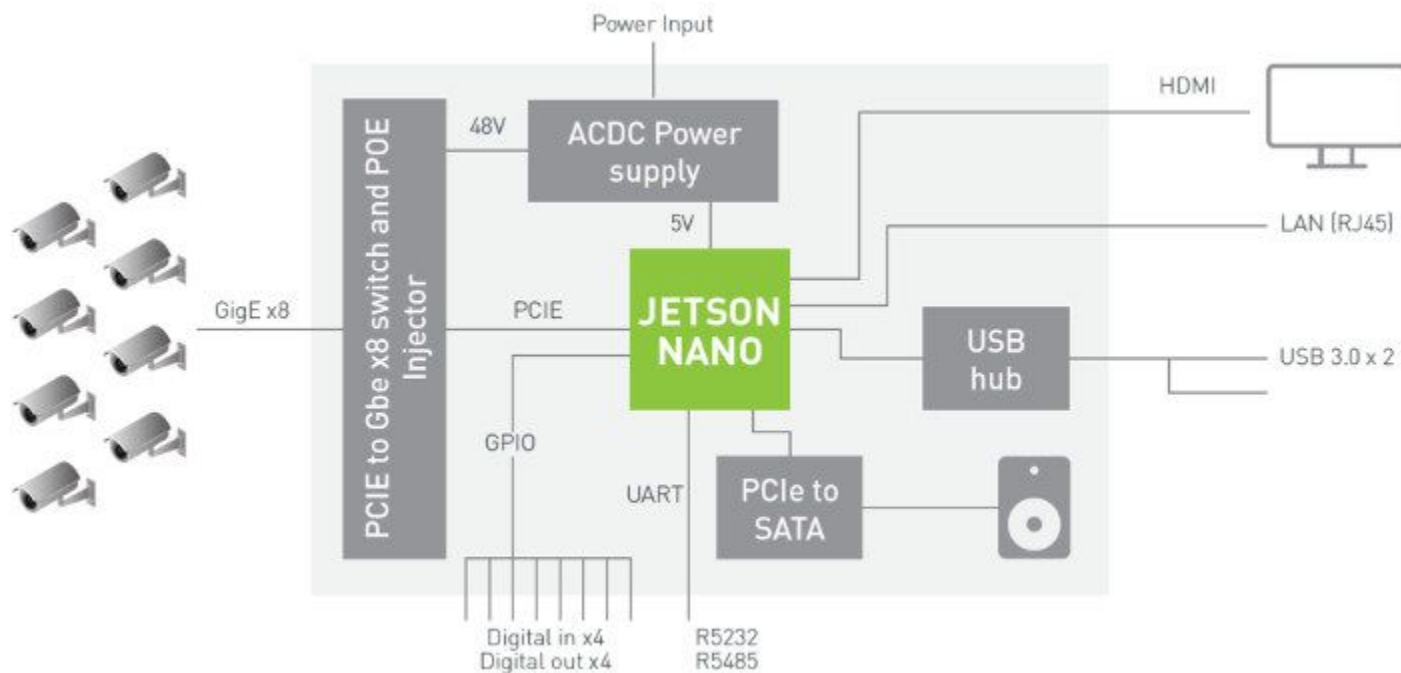 Power Input
HDMI
48V
ACDC Power
supply
LAN (RJ45)
5V
PCIE to Gbe x8 switch and POE
Injector
GigE x8
PCIE
JETSON
NANO
USB
hub
USB 3.0 x 2
GPIO
UART
PCIe to
SATA
Digital in x4
Digital out x4
R5232
R5485